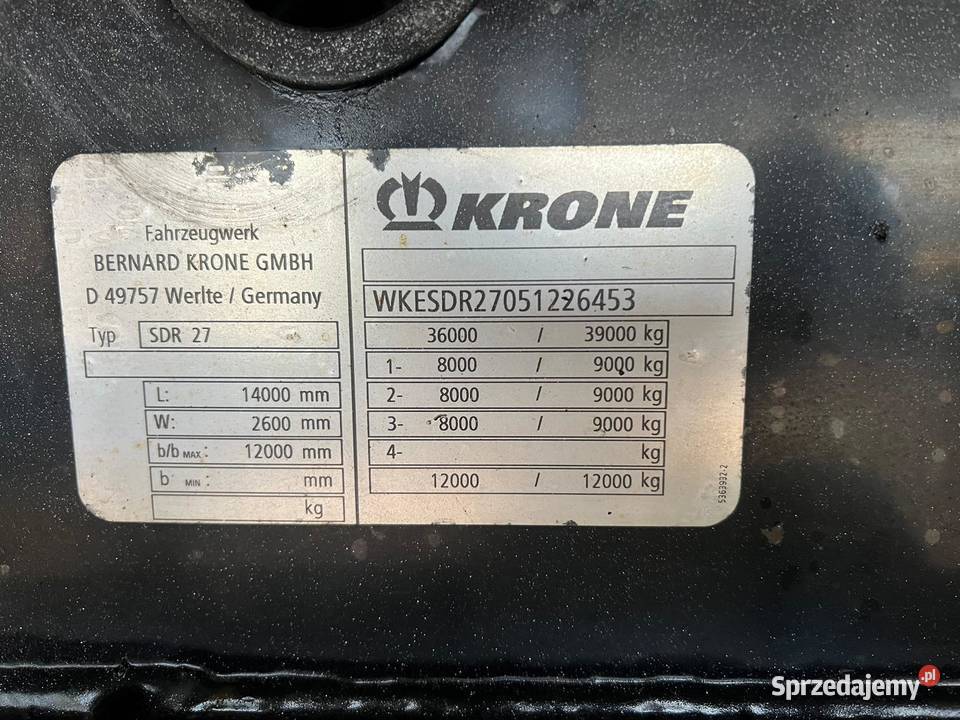 Fahrzeugwerk
BERNARD KRONE GMBH
D 49757 Werlte / Germany
Typ SDR 27
L: 14000 mm
W: 2600 mm
b/b MAX: 12000 mm
b MIN: mm
kg
KRONE
WKESDR27051226453
36000 / 39000 kg
1- 8000 / 9000 kg
2- 8000 / 9000 kg
3- 8000 / 9000 kg
4- kg
12000 / 12000 kg
5363932-2
Sprzedajemy.pl